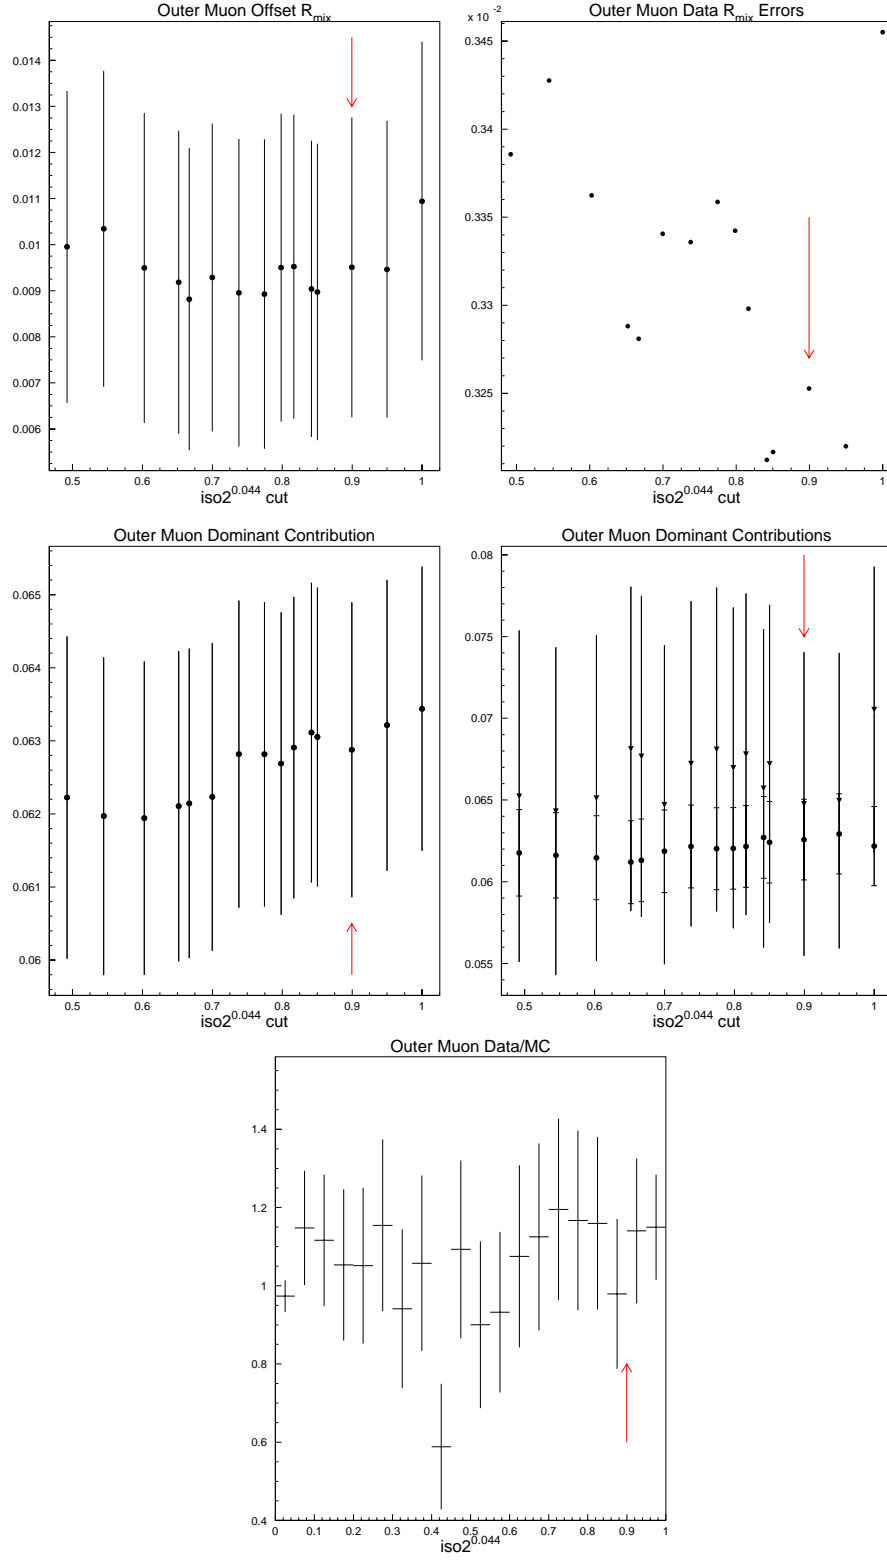 Outer Muon Offset R_mix
0.014
0.013
0.012
0.011
0.01
0.009
0.008
0.007
0.006
0.5 0.6 0.7 0.8 0.9 1
iso2^0.044 cut
Outer Muon Data R_mix Errors
x 10^-2
0.345
0.34
0.335
0.33
0.325
0.5 0.6 0.7 0.8 0.9 1
iso2^0.044 cut
Outer Muon Dominant Contribution
0.065
0.064
0.063
0.062
0.061
0.06
0.5 0.6 0.7 0.8 0.9 1
iso2^0.044 cut
Outer Muon Dominant Contributions
0.08
0.075
0.07
0.065
0.06
0.055
0.5 0.6 0.7 0.8 0.9 1
iso2^0.044 cut
Outer Muon Data/MC
1.4
1.2
1
0.8
0.6
0.4
0 0.1 0.2 0.3 0.4 0.5 0.6 0.7 0.8 0.9 1
iso2^0.044